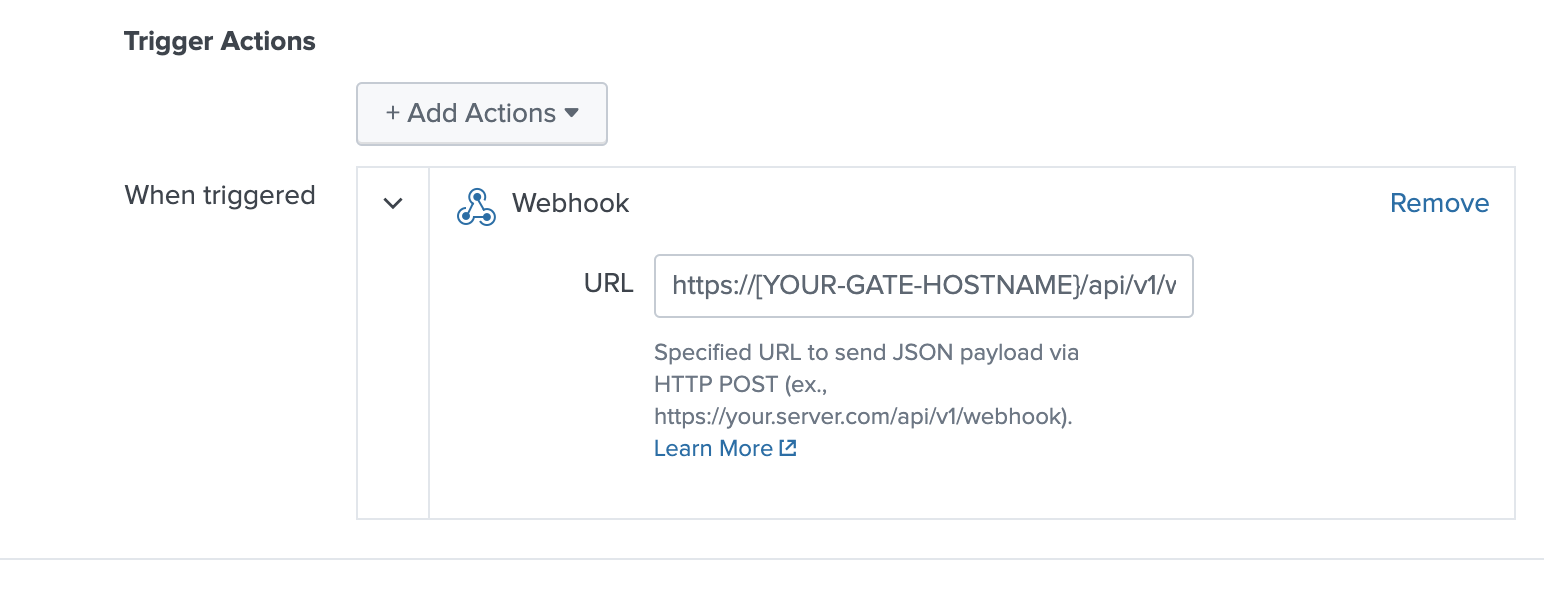 Trigger Actions
+ Add Actions
When triggered
Webhook
Remove
URL
https://[YOUR-GATE-HOSTNAME}/api/v1/w
Specified URL to send JSON payload via
HTTP POST (ex.,
https://your.server.com/api/v1/webhook).
Learn More